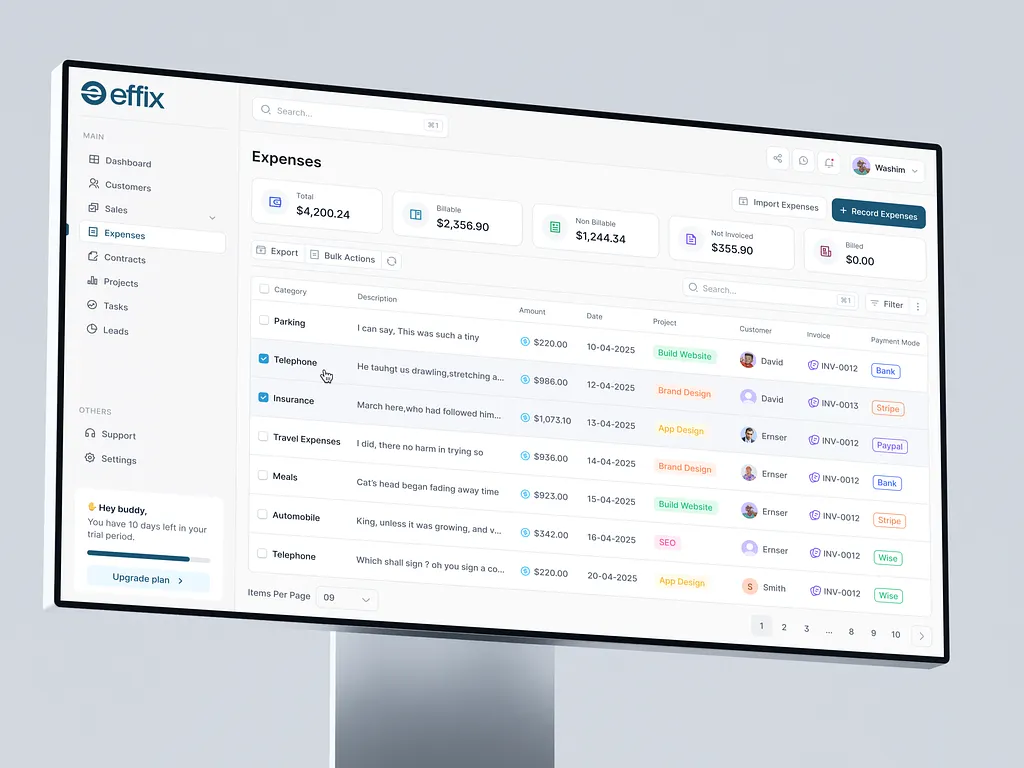 effix
Search...
⌘1
Washim
MAIN
Dashboard
Customers
Sales
Expenses
Contracts
Projects
Tasks
Leads
OTHERS
Support
Settings
Hey buddy,
You have 10 days left in your
trial period.
Upgrade plan
Expenses
Import Expenses
+ Record Expenses
Total
$4,200.24
Billable
$2,356.90
Non Billable
$1,244.34
Not Invoiced
$355.90
Billed
$0.00
Export
Bulk Actions
Search...
⌘1
Filter
Category Description Amount Date Project Customer Invoice Payment Mode
Parking I can say, This was such a tiny $220.00 10-04-2025 Build Website David INV-0012 Bank
Telephone He tauhgt us drawling,stretching a... $986.00 12-04-2025 Brand Design David INV-0013 Stripe
Insurance March here,who had followed him... $1,073.10 13-04-2025 App Design Ernser INV-0012 Paypal
Travel Expenses I did, there no harm in trying so $936.00 14-04-2025 Brand Design Ernser INV-0012 Bank
Meals Cat's head began fading away time $923.00 15-04-2025 Build Website Ernser INV-0012 Stripe
Automobile King, unless it was growing, and v... $342.00 16-04-2025 SEO Ernser INV-0012 Wise
Telephone Which shall sign ? oh you sign a co... $220.00 20-04-2025 App Design S Smith INV-0012 Wise
Items Per Page 09
1 2 3 ... 8 9 10